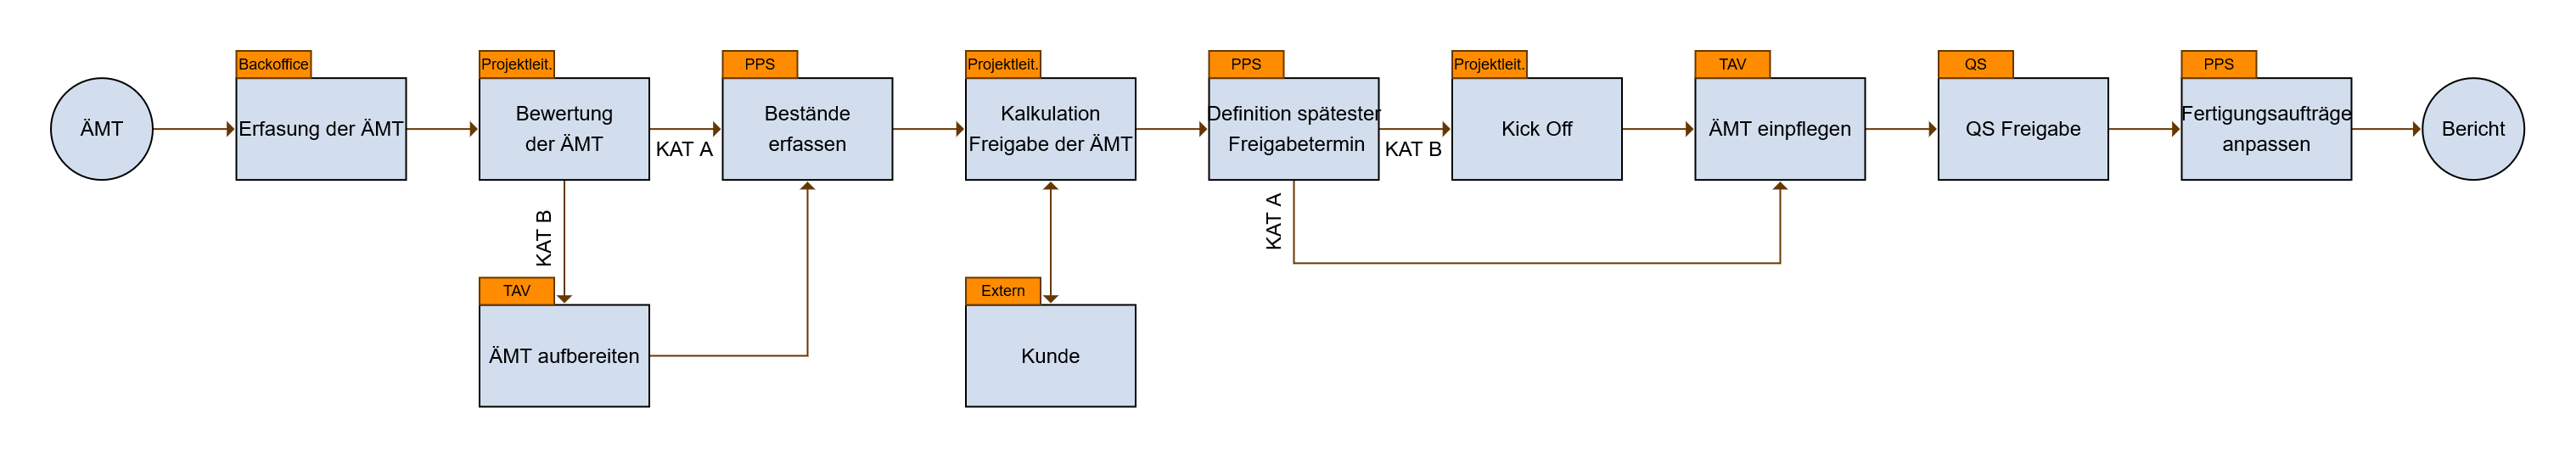 ÄMT
Backoffice
Erfasung der ÄMT
Projektleit.
Bewertung
der ÄMT
KAT A
KAT B
TAV
ÄMT aufbereiten
PPS
Bestände
erfassen
Projektleit.
Kalkulation
Freigabe der ÄMT
Extern
Kunde
PPS
Definition spätester
Freigabetermin
KAT B
KAT A
Projektleit.
Kick Off
TAV
ÄMT einpflegen
QS
QS Freigabe
PPS
Fertigungsaufträge
anpassen
Bericht